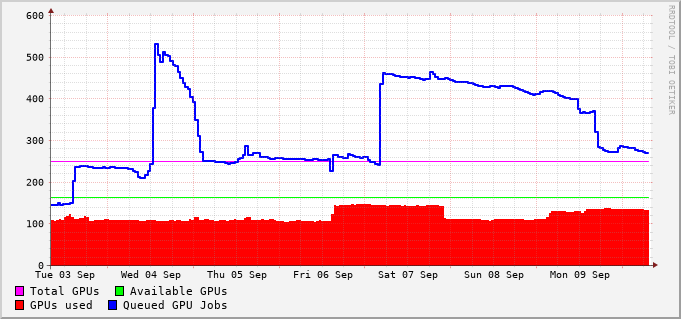 600
500
400
300
200
100
0
Tue 03 Sep Wed 04 Sep Thu 05 Sep Fri 06 Sep Sat 07 Sep Sun 08 Sep Mon 09 Sep
Total GPUs Available GPUs
GPUs used Queued GPU Jobs
RRDTOOL / TOBI OETIKER